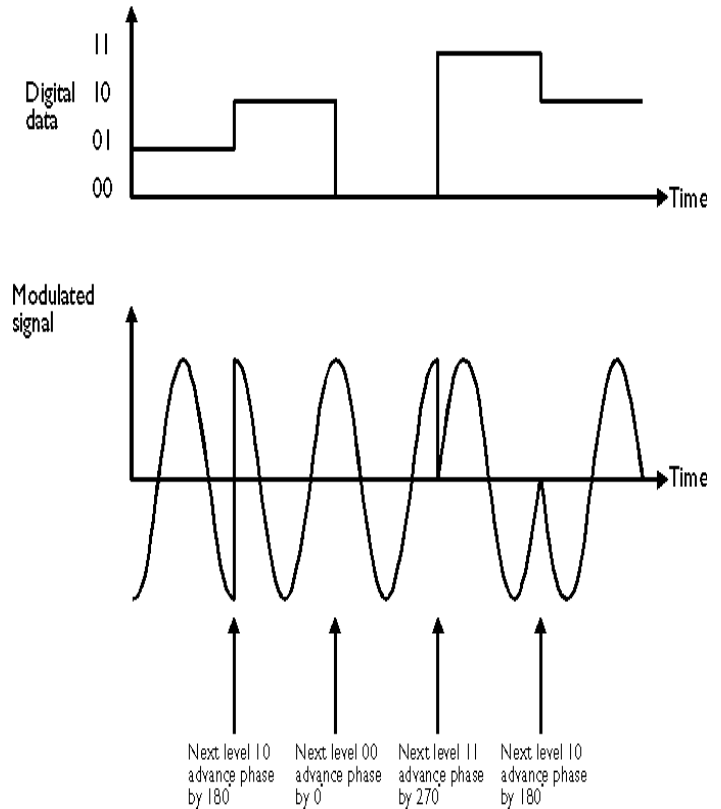 11
10
Digital
data
01
00
Time
Modulated
signal
Time
Next level 10
advance phase
by 180°
Next level 00
advance phase
by 0°
Next level 11
advance phase
by 270°
Next level 10
advance phase
by 180°